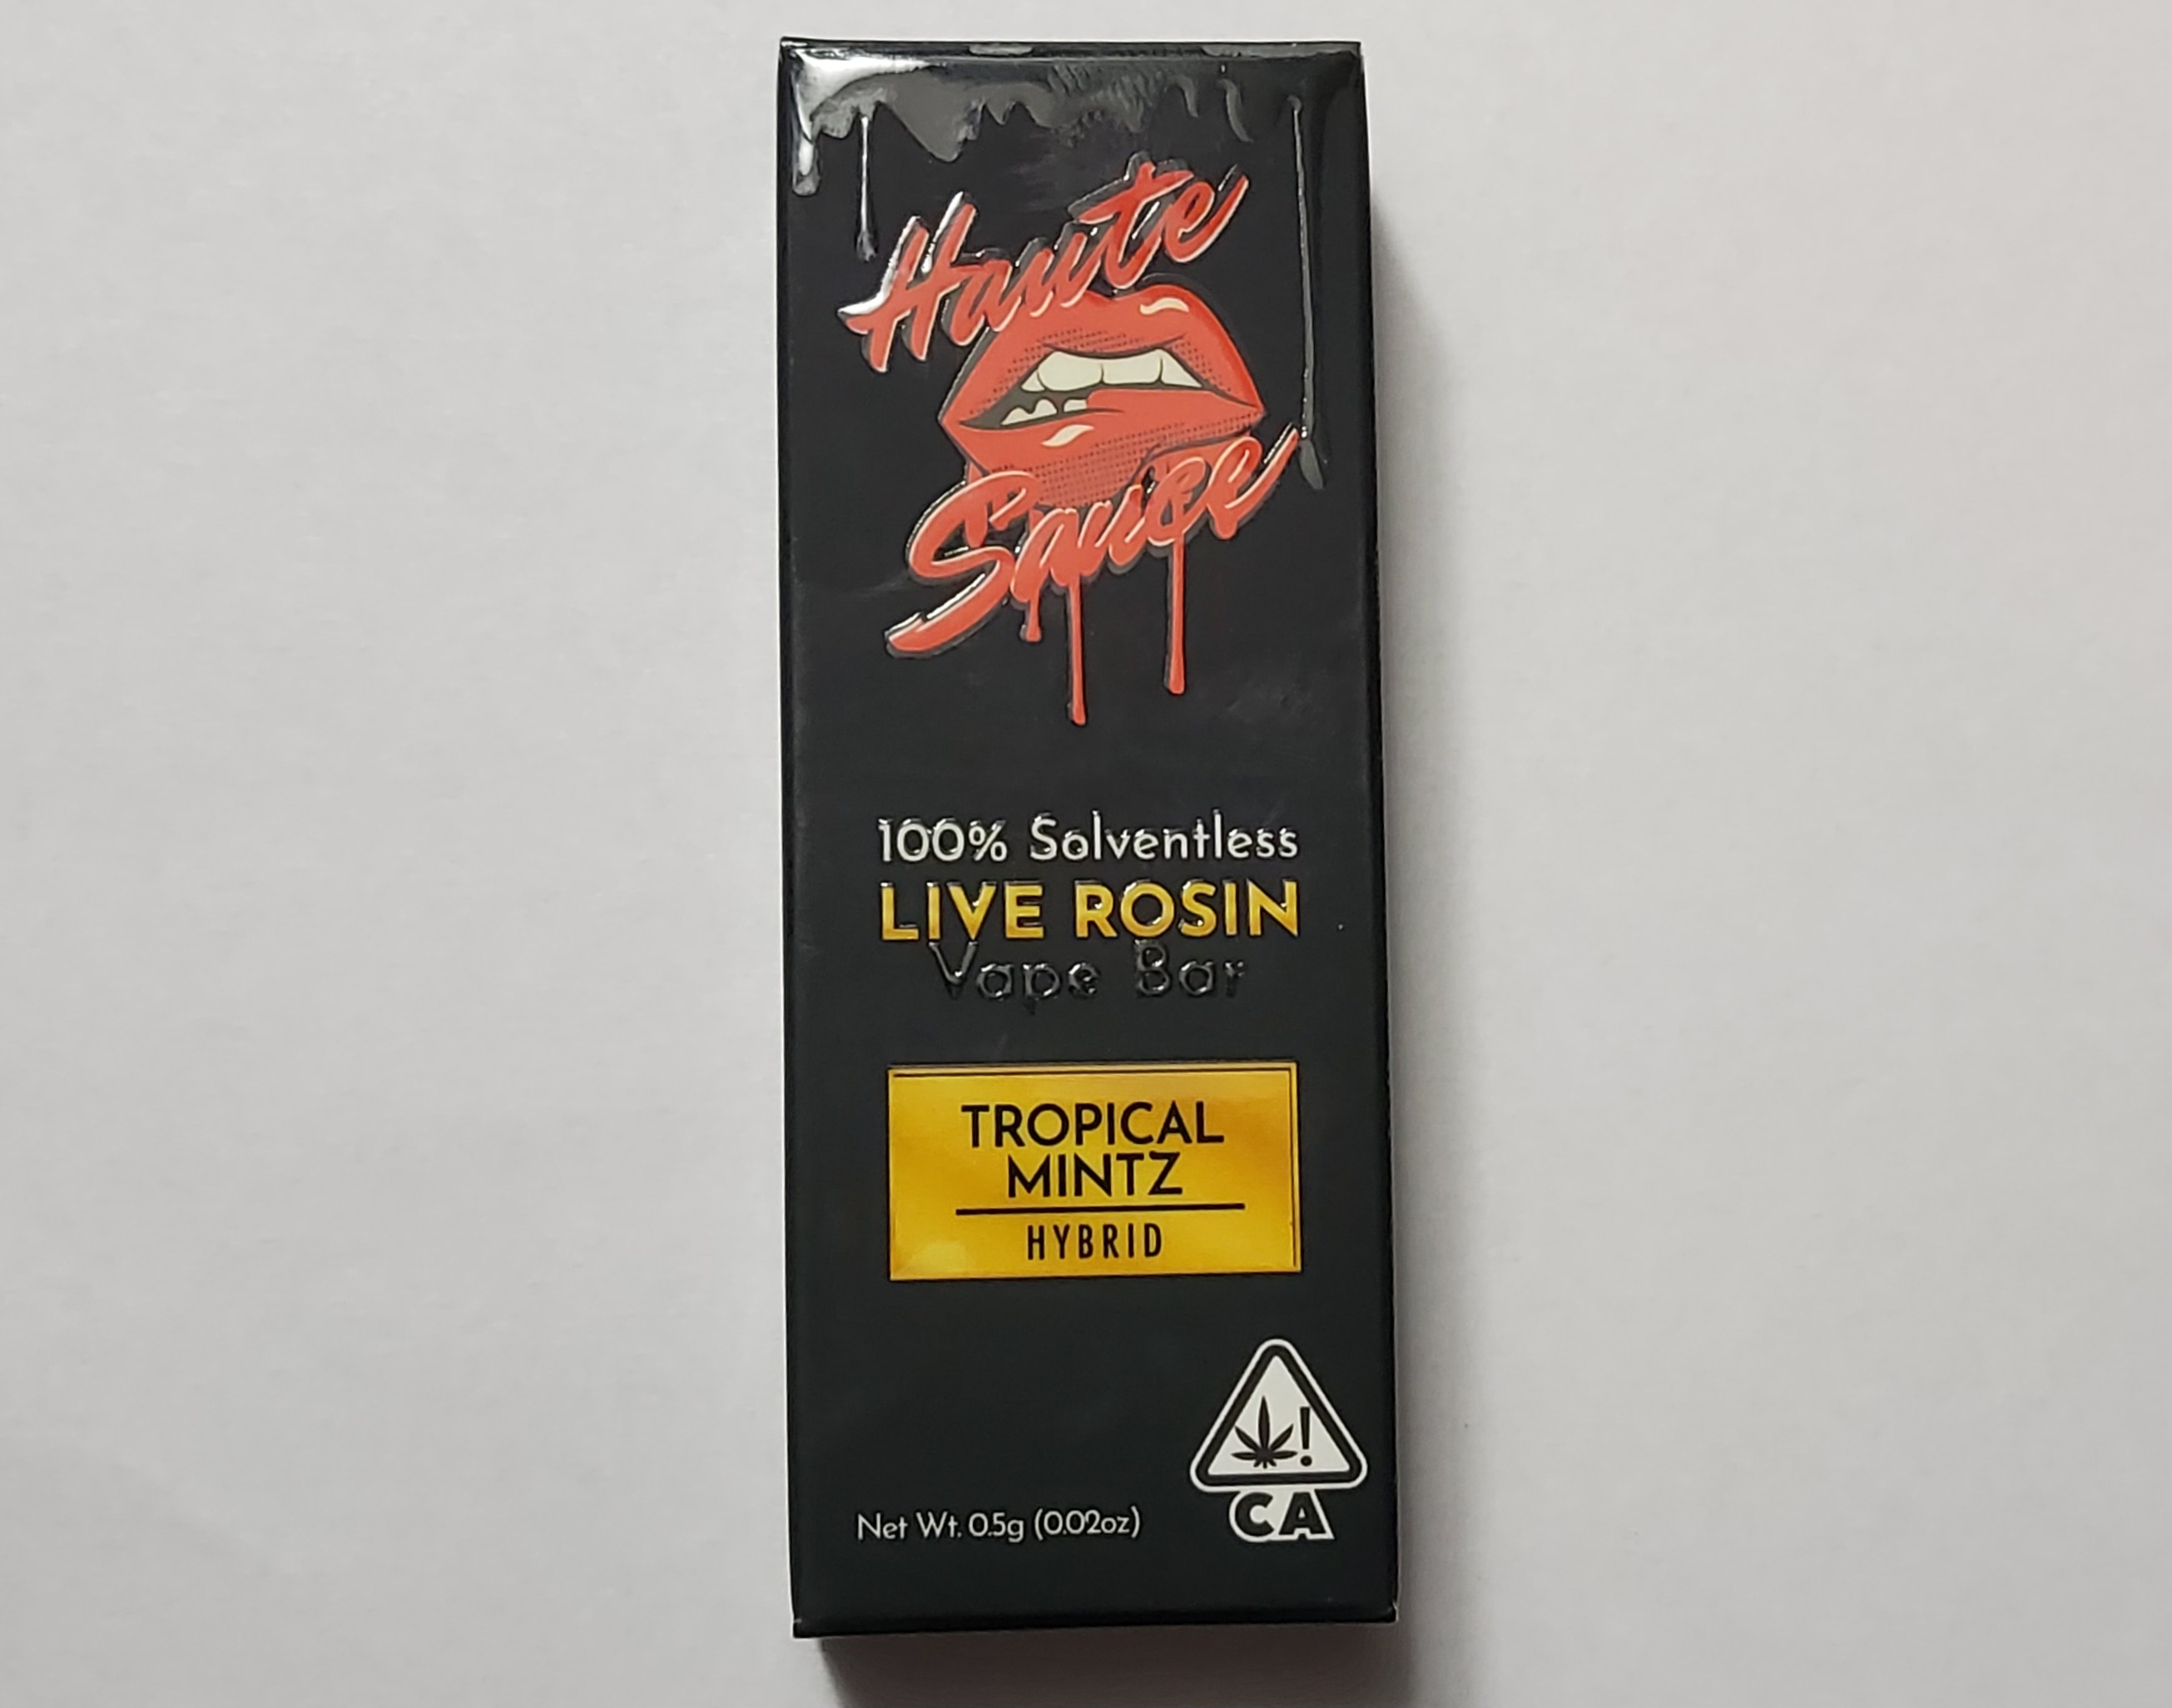 Haute
Sauce
100% Solventless
LIVE ROSIN
Vape Bar
TROPICAL
MINTZ
HYBRID
!
CA
Net Wt. 0.5g (0.02oz)